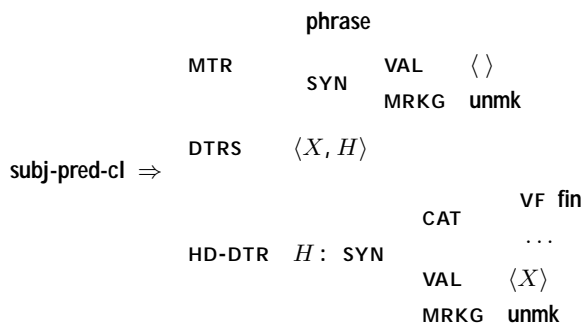 phrase
MTR SYN VAL ⟨ ⟩
MRKG unmk
DTRS ⟨X, H⟩
subj-pred-cl ⇒
HD-DTR H : SYN CAT VF fin
. . .
VAL ⟨X⟩
MRKG unmk